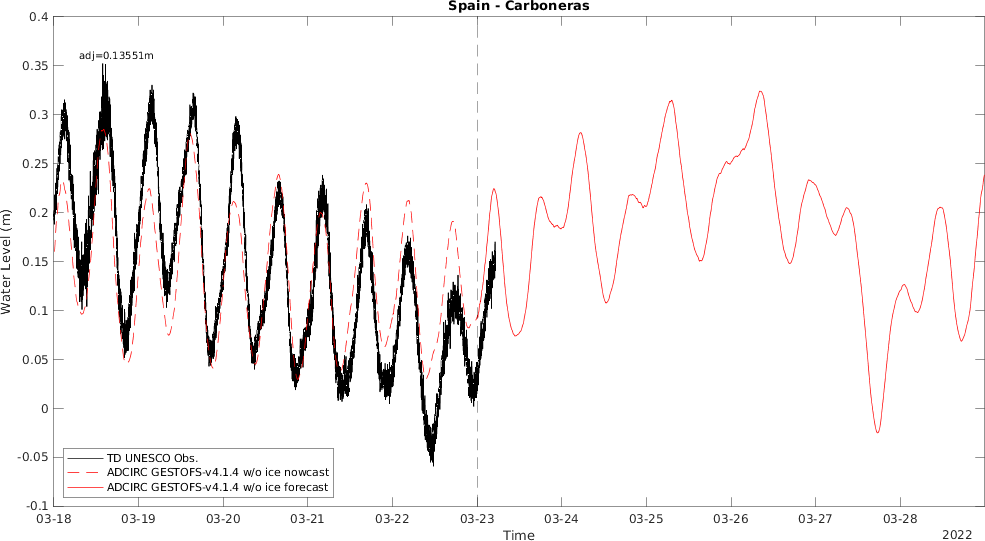 Spain - Carboneras
adj=0.13551m
0.4
0.35
0.3
0.25
0.2
0.15
0.1
0.05
0
-0.05
-0.1
Water Level (m)
TD UNESCO Obs.
ADCIRC GESTOFS-v4.1.4 w/o ice nowcast
ADCIRC GESTOFS-v4.1.4 w/o ice forecast
03-18 03-19 03-20 03-21 03-22 03-23 03-24 03-25 03-26 03-27 03-28
Time
2022